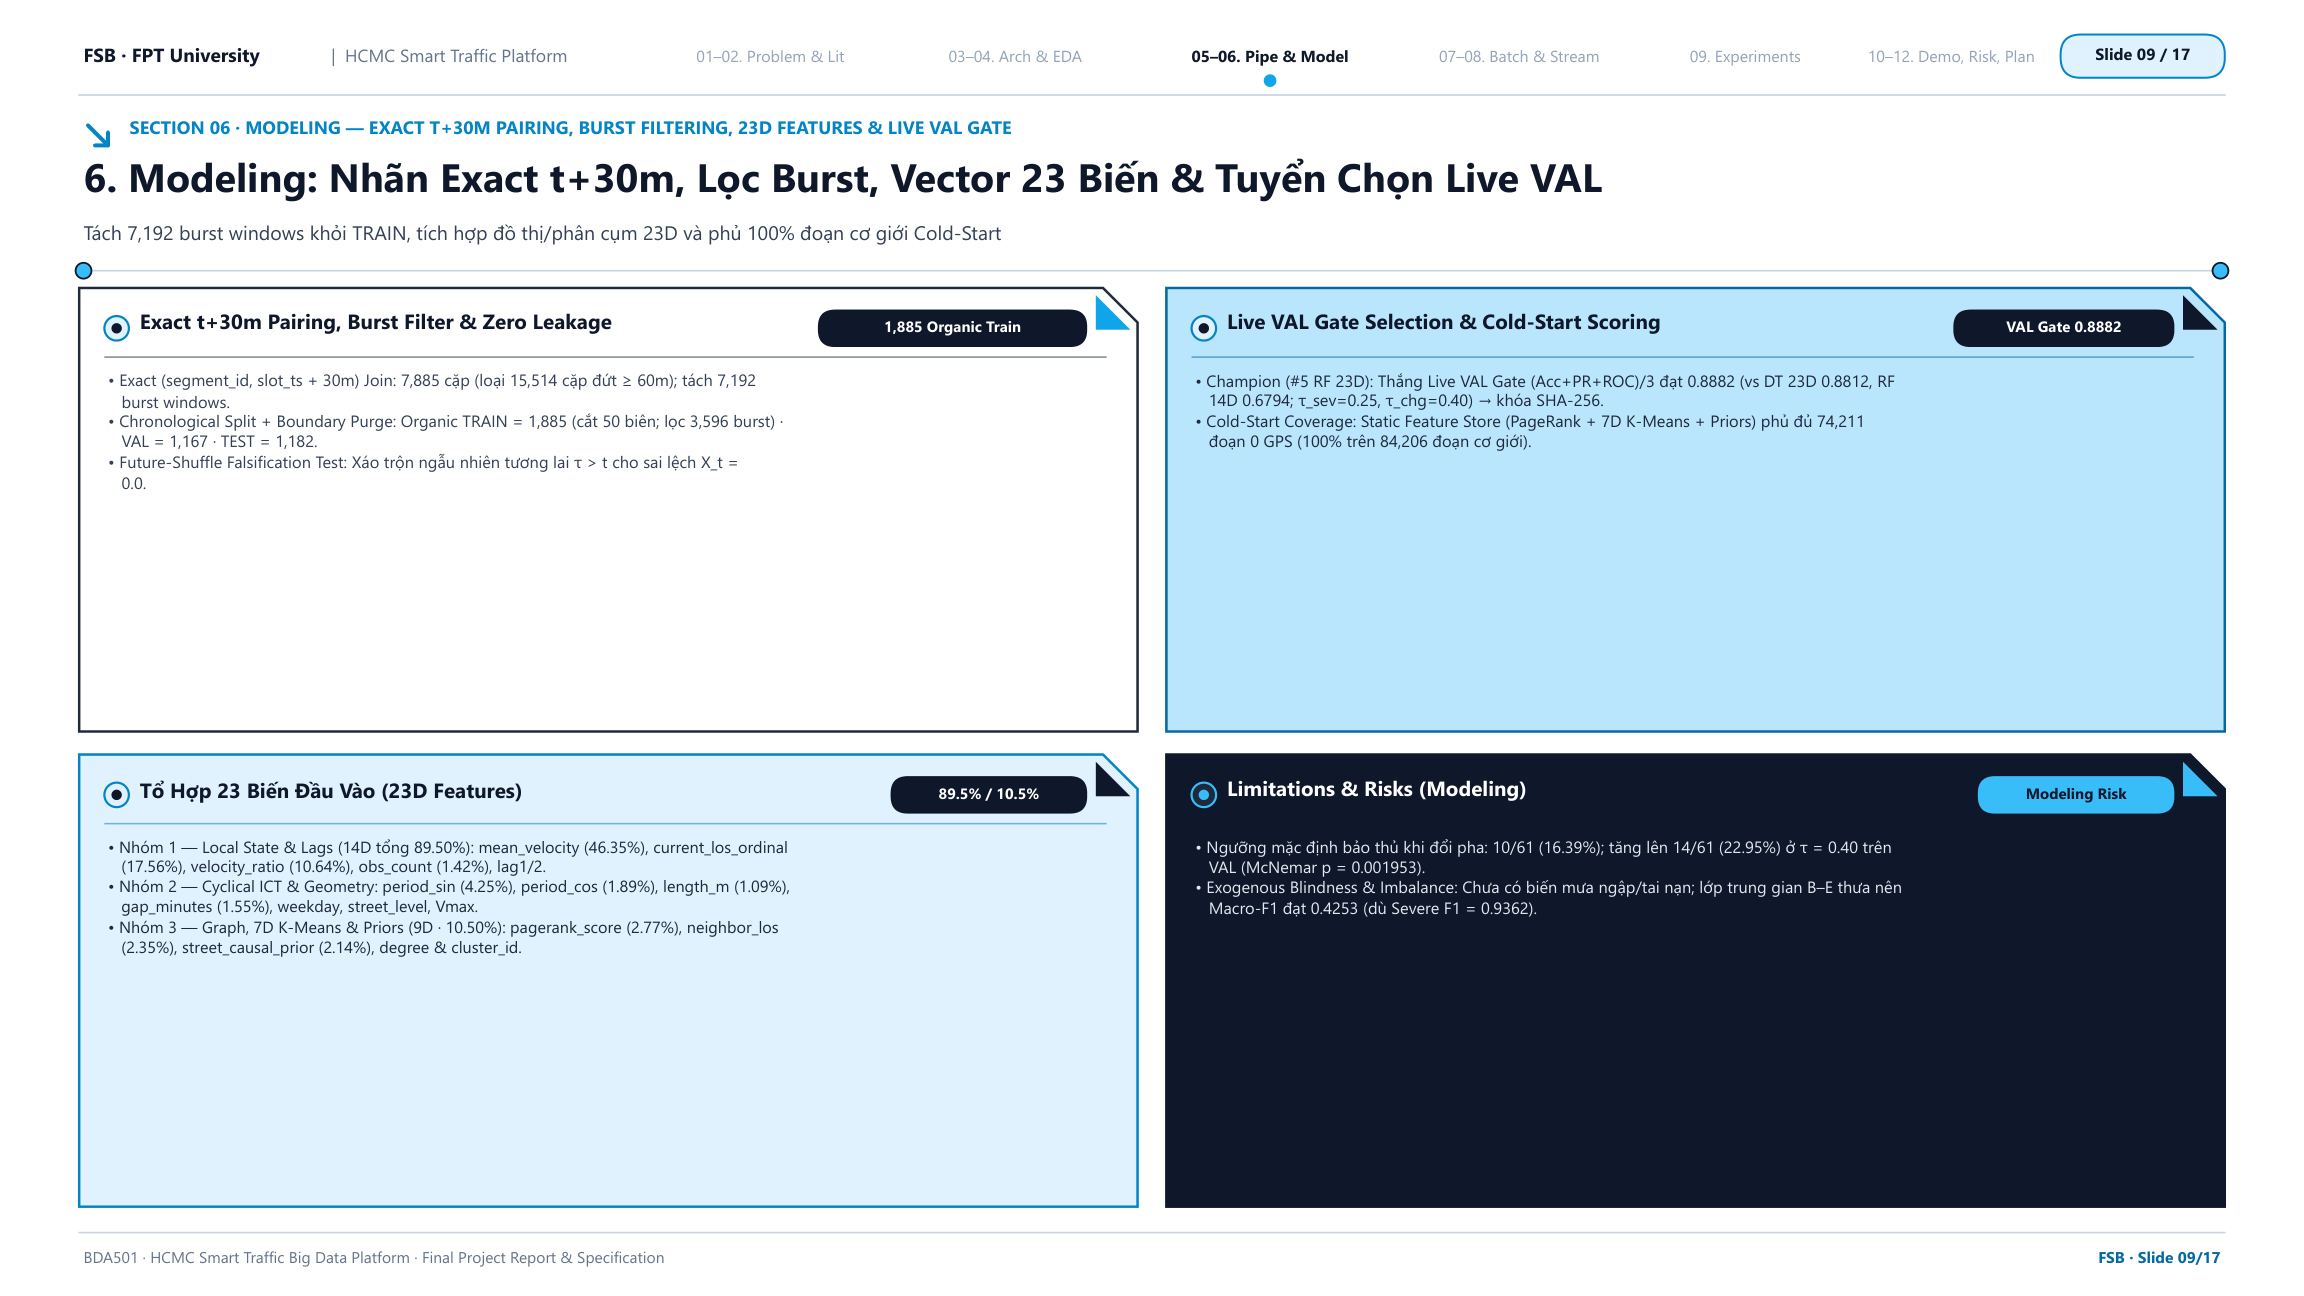 FSB · FPT University | HCMC Smart Traffic Platform 01–02. Problem & Lit 03–04. Arch & EDA 05–06. Pipe & Model 07–08. Batch & Stream 09. Experiments 10–12. Demo, Risk, Plan Slide 09 / 17
SECTION 06 · MODELING — EXACT T+30M PAIRING, BURST FILTERING, 23D FEATURES & LIVE VAL GATE
6. Modeling: Nhãn Exact t+30m, Lọc Burst, Vector 23 Biến & Tuyển Chọn Live VAL
Tách 7,192 burst windows khỏi TRAIN, tích hợp đồ thị/phân cụm 23D và phủ 100% đoạn cơ giới Cold-Start
Exact t+30m Pairing, Burst Filter & Zero Leakage
1,885 Organic Train
• Exact (segment_id, slot_ts + 30m) Join: 7,885 cặp (loại 15,514 cặp đứt ≥ 60m); tách 7,192
burst windows.
• Chronological Split + Boundary Purge: Organic TRAIN = 1,885 (cắt 50 biên; lọc 3,596 burst) ·
VAL = 1,167 · TEST = 1,182.
• Future-Shuffle Falsification Test: Xáo trộn ngẫu nhiên tương lai τ > t cho sai lệch X_t =
0.0.
Live VAL Gate Selection & Cold-Start Scoring
VAL Gate 0.8882
• Champion (#5 RF 23D): Thắng Live VAL Gate (Acc+PR+ROC)/3 đạt 0.8882 (vs DT 23D 0.8812, RF
14D 0.6794; τ_sev=0.25, τ_chg=0.40) → khóa SHA-256.
• Cold-Start Coverage: Static Feature Store (PageRank + 7D K-Means + Priors) phủ đủ 74,211
đoạn 0 GPS (100% trên 84,206 đoạn cơ giới).
Tổ Hợp 23 Biến Đầu Vào (23D Features)
89.5% / 10.5%
• Nhóm 1 — Local State & Lags (14D tổng 89.50%): mean_velocity (46.35%), current_los_ordinal
(17.56%), velocity_ratio (10.64%), obs_count (1.42%), lag1/2.
• Nhóm 2 — Cyclical ICT & Geometry: period_sin (4.25%), period_cos (1.89%), length_m (1.09%),
gap_minutes (1.55%), weekday, street_level, Vmax.
• Nhóm 3 — Graph, 7D K-Means & Priors (9D · 10.50%): pagerank_score (2.77%), neighbor_los
(2.35%), street_causal_prior (2.14%), degree & cluster_id.
Limitations & Risks (Modeling)
Modeling Risk
• Ngưỡng mặc định bảo thủ khi đổi pha: 10/61 (16.39%); tăng lên 14/61 (22.95%) ở τ = 0.40 trên
VAL (McNemar p = 0.001953).
• Exogenous Blindness & Imbalance: Chưa có biến mưa ngập/tai nạn; lớp trung gian B–E thưa nên
Macro-F1 đạt 0.4253 (dù Severe F1 = 0.9362).
BDA501 · HCMC Smart Traffic Big Data Platform · Final Project Report & Specification
FSB · Slide 09/17